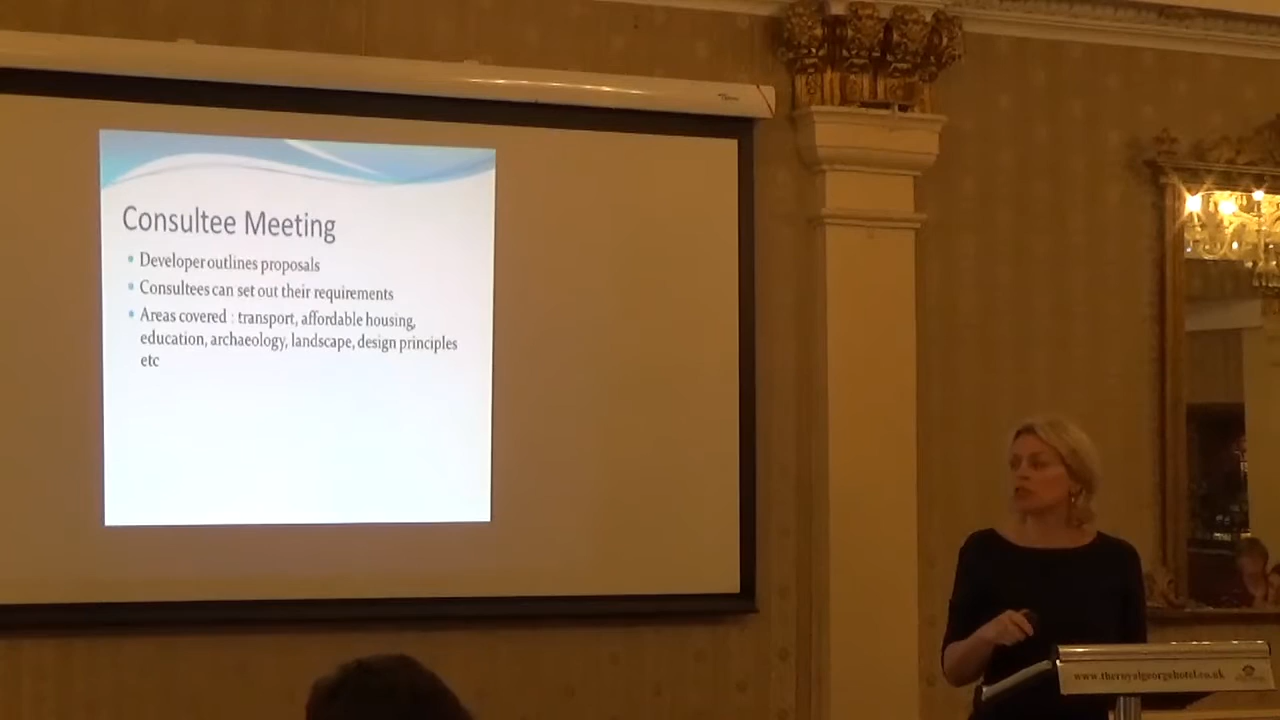 Consultee Meeting
Developer outlines proposals
Consultees can set out their requirements
Areas covered : transport, affordable housing,
education, archaeology, landscape, design principles
etc
www.theroyalgeorgehotel.co.uk